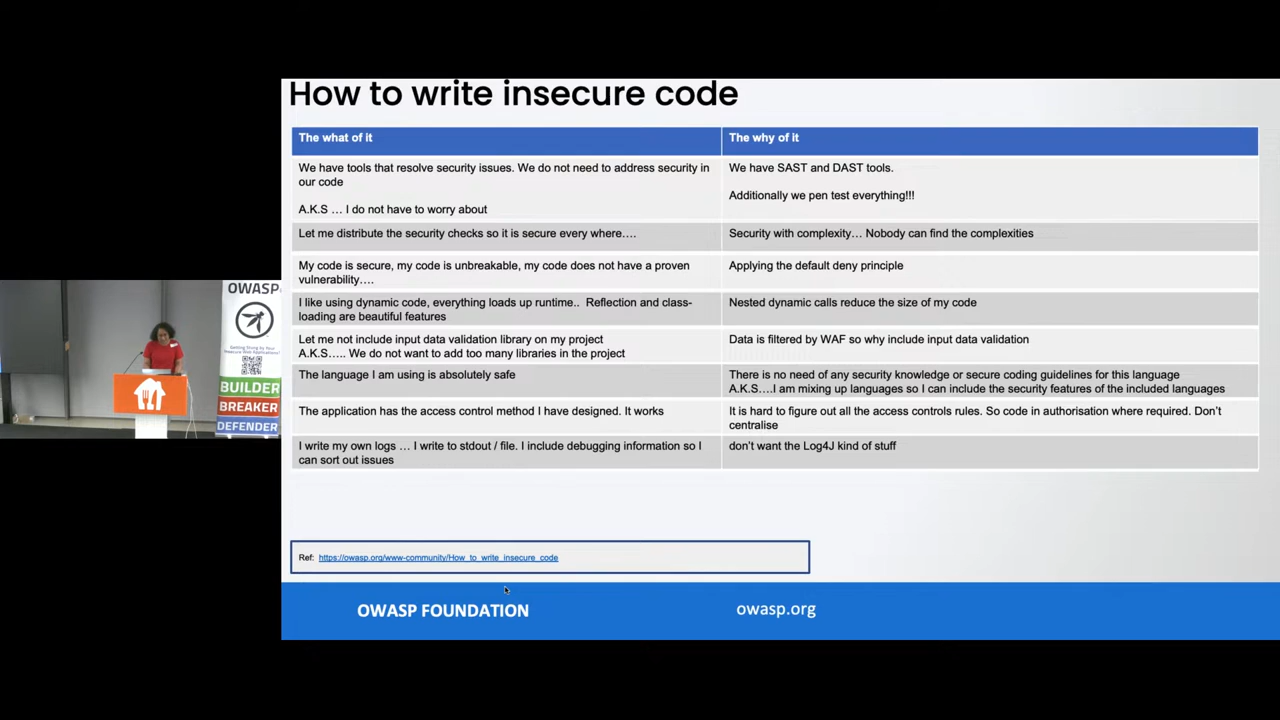 How to write insecure code
The what of it
The why of it
We have tools that resolve security issues. We do not need to address security in
our code
A.K.S … I do not have to worry about
We have SAST and DAST tools.
Additionally we pen test everything!!!
Let me distribute the security checks so it is secure every where….
Security with complexity… Nobody can find the complexities
My code is secure, my code is unbreakable, my code does not have a proven
vulnerability….
Applying the default deny principle
I like using dynamic code, everything loads up runtime.. Reflection and class-
loading are beautiful features
Nested dynamic calls reduce the size of my code
Let me not include input data validation library on my project
A.K.S….. We do not want to add too many libraries in the project
Data is filtered by WAF so why include input data validation
The language I am using is absolutely safe
There is no need of any security knowledge or secure coding guidelines for this language
A.K.S….I am mixing up languages so I can include the security features of the included languages
The application has the access control method I have designed. It works
It is hard to figure out all the access controls rules. So code in authorisation where required. Don't
centralise
I write my own logs … I write to stdout / file. I include debugging information so I
can sort out issues
don't want the Log4J kind of stuff
Ref: https://owasp.org/www-community/How_to_write_insecure_code
OWASP FOUNDATION
owasp.org
OWASP
BUILDER
BREAKER
DEFENDER